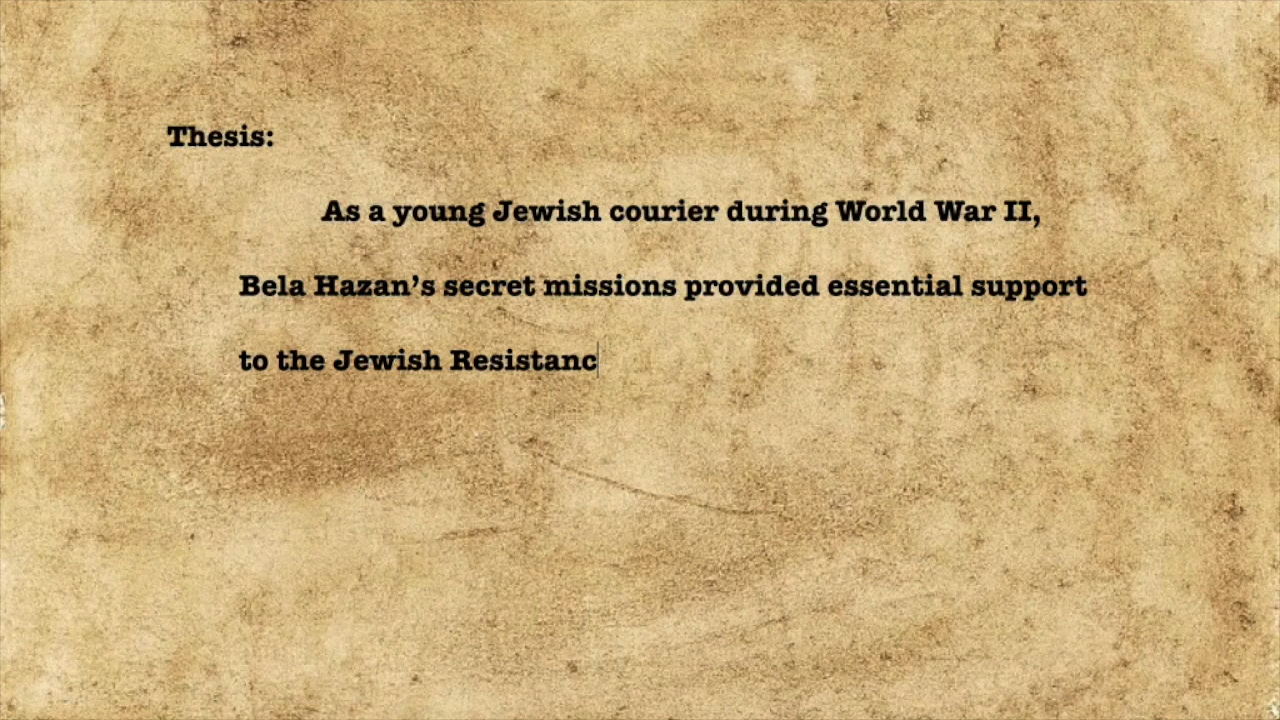 Thesis:
As a young Jewish courier during World War II,
Bela Hazan’s secret missions provided essential support
to the Jewish Resistanc